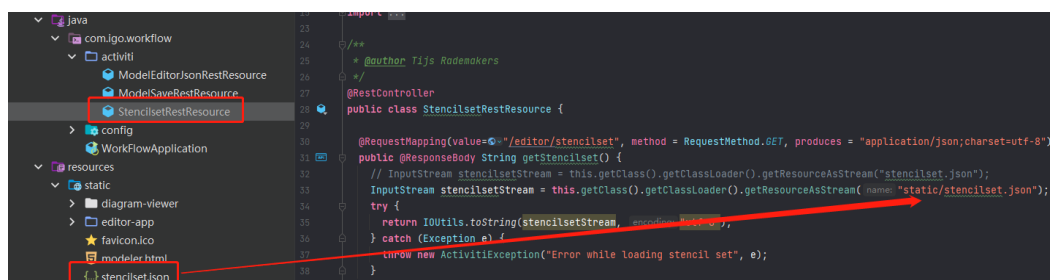 java
com.igo.workflow
activiti
ModelEditorJsonRestResource
ModelSaveRestResource
StencilsetRestResource
config
WorkFlowApplication
resources
static
diagram-viewer
editor-app
favicon.ico
modeler.html
{..} stencilset.json
import ...
23
24 /**
25 * @author Tijs Rademakers
26 */
27 @RestController
28 public class StencilsetRestResource {
29
30 @RequestMapping(value="/editor/stencilset", method = RequestMethod.GET, produces = "application/json;charset=utf-8")
31 public @ResponseBody String getStencilset() {
32 // InputStream stencilsetStream = this.getClass().getClassLoader().getResourceAsStream("stencilset.json");
33 InputStream stencilsetStream = this.getClass().getClassLoader().getResourceAsStream( name: "static/stencilset.json");
34 try {
35 return IOUtils.toString(stencilsetStream, encoding: "utf-8");
36 } catch (Exception e) {
37 throw new ActivitiException("Error while loading stencil set", e);
38 }